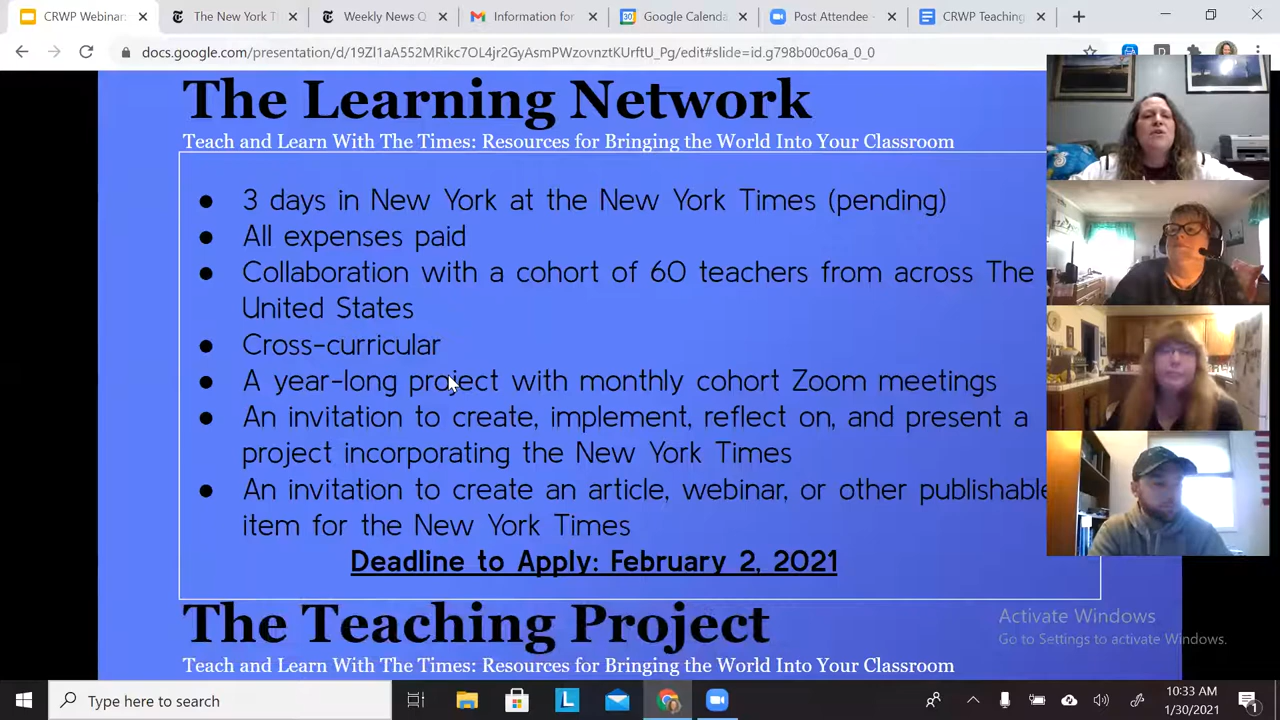 CRWP Webinar:
The New York T
Weekly News Q
Information for
Google Calenda
Post Attendee -
CRWP Teaching
docs.google.com/presentation/d/19Zl1aA552MRikc7OL4jr2GyAsmPWzovnztKUrftU_Pg/edit#slide=id.g798b00c06a_0_0
The Learning Network
Teach and Learn With The Times: Resources for Bringing the World Into Your Classroom
● 3 days in New York at the New York Times (pending)
● All expenses paid
● Collaboration with a cohort of 60 teachers from across The
United States
● Cross-curricular
● A year-long project with monthly cohort Zoom meetings
● An invitation to create, implement, reflect on, and present a
project incorporating the New York Times
● An invitation to create an article, webinar, or other publishable
item for the New York Times
Deadline to Apply: February 2, 2021
The Teaching Project
Teach and Learn With The Times: Resources for Bringing the World Into Your Classroom
Activate Windows
Go to Settings to activate Windows.
Type here to search
10:33 AM
1/30/2021